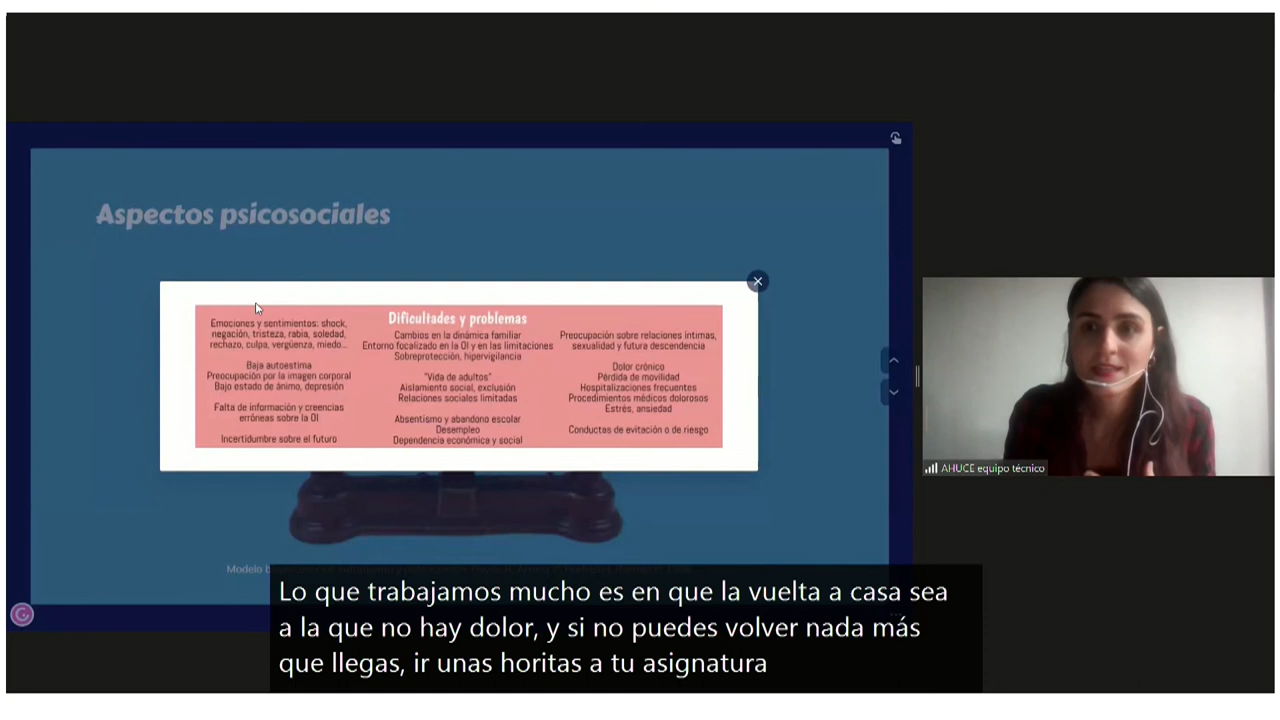 Aspectos psicosociales
Dificultades y problemas
Emociones y sentimientos: shock,
negación, tristeza, rabia, soledad,
rechazo, culpa, vergüenza, miedo...
Baja autoestima
Preocupación por la imagen corporal
Bajo estado de ánimo, depresión
Falta de información y creencias
erróneas sobre la OI
Incertidumbre sobre el futuro
Cambios en la dinámica familiar
Entorno focalizado en la OI y en las limitaciones
Sobreprotección, hipervigilancia
"Vida de adultos"
Aislamiento social, exclusión
Relaciones sociales limitadas
Absentismo y abandono escolar
Desempleo
Dependencia económica y social
Preocupación sobre relaciones íntimas,
sexualidad y futura descendencia
Dolor crónico
Pérdida de movilidad
Hospitalizaciones frecuentes
Procedimientos médicos dolorosos
Estrés, ansiedad
Conductas de evitación o de riesgo
AHUCE equipo técnico
Modelo
Lo que trabajamos mucho es en que la vuelta a casa sea
a la que no hay dolor, y si no puedes volver nada más
que llegas, ir unas horitas a tu asignatura